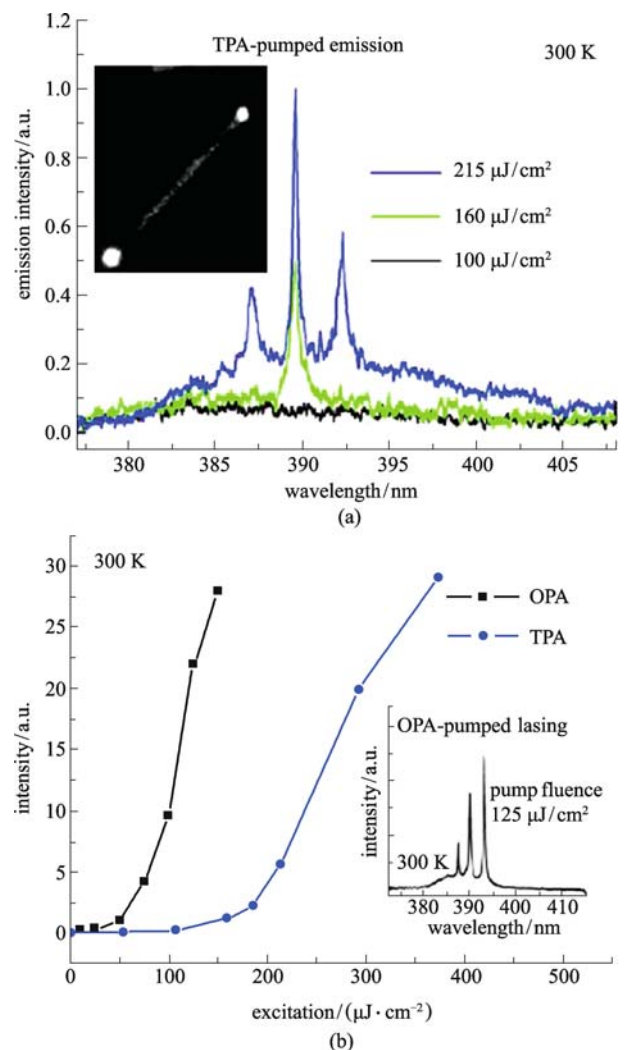 1.2
TPA-pumped emission
300 K
1.0
0.8
0.6
0.4
0.2
0.0
215 μJ/cm²
160 μJ/cm²
100 μJ/cm²
emission intensity/a.u.
380 385 390 395 400 405
wavelength/nm
(a)
300 K
30
25
20
15
10
5
0
OPA
TPA
intensity/a.u.
OPA-pumped lasing
pump fluence
125 μJ/cm²
300 K
intensity/a.u.
380 390 400 410
wavelength/nm
0 100 200 300 400 500
excitation/(μJ·cm⁻²)
(b)